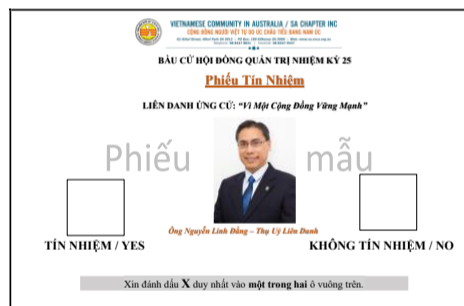 VIETNAMESE COMMUNITY IN AUSTRALIA / SA CHAPTER INC
CỘNG ĐỒNG NGƯỜI VIỆT TỰ DO ÚC CHÂU TIỂU BANG NAM ÚC
BẦU CỬ HỘI ĐỒNG QUẢN TRỊ NHIỆM KỲ 25
Phiếu Tín Nhiệm
LIÊN DANH ỨNG CỬ: “Vì Một Cộng Đồng Vững Mạnh”
Phiếu mẫu
Ông Nguyễn Linh Đăng – Thụ Uỷ Liên Danh
TÍN NHIỆM / YES
KHÔNG TÍN NHIỆM / NO
Xin đánh dấu X duy nhất vào một trong hai ô vuông trên.